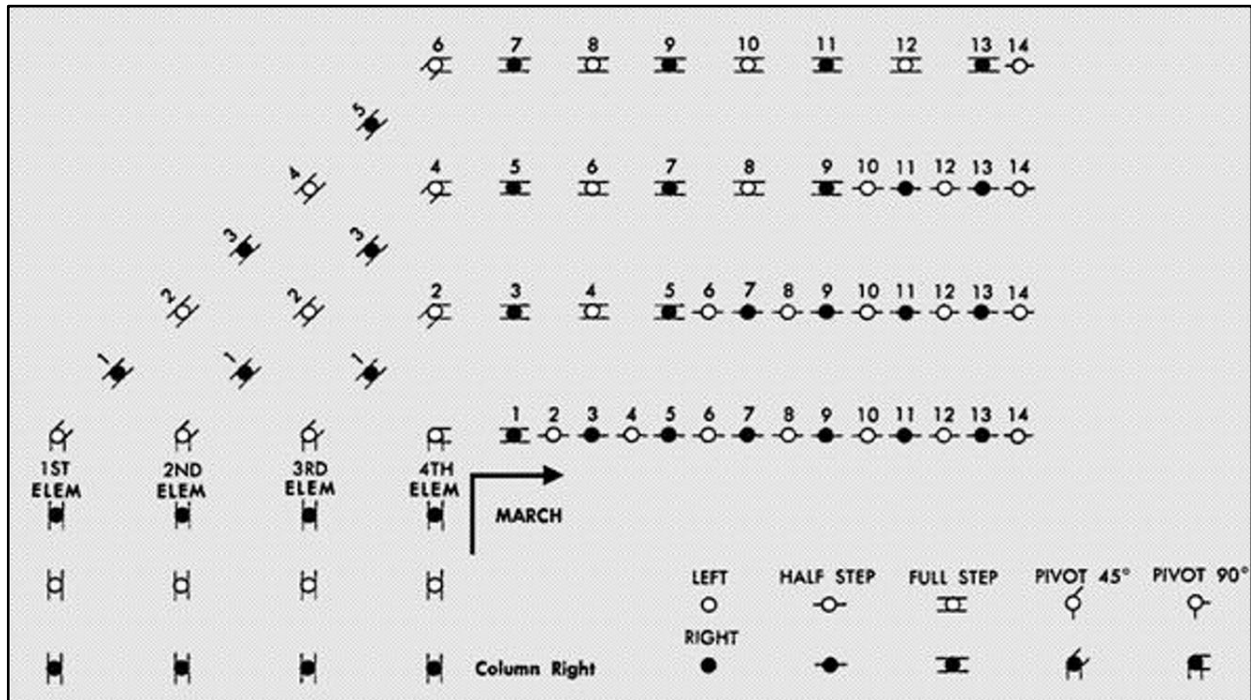 6 7 8 9 10 11 12 13 14
5
4 4 5 6 7 8 9 10 11 12 13 14
3 3
2 2 2 3 4 5 6 7 8 9 10 11 12 13 14
1 1 1
1 2 3 4 5 6 7 8 9 10 11 12 13 14
1ST ELEM
2ND ELEM
3RD ELEM
4TH ELEM
MARCH
Column Right
LEFT HALF STEP FULL STEP PIVOT 45° PIVOT 90°
RIGHT